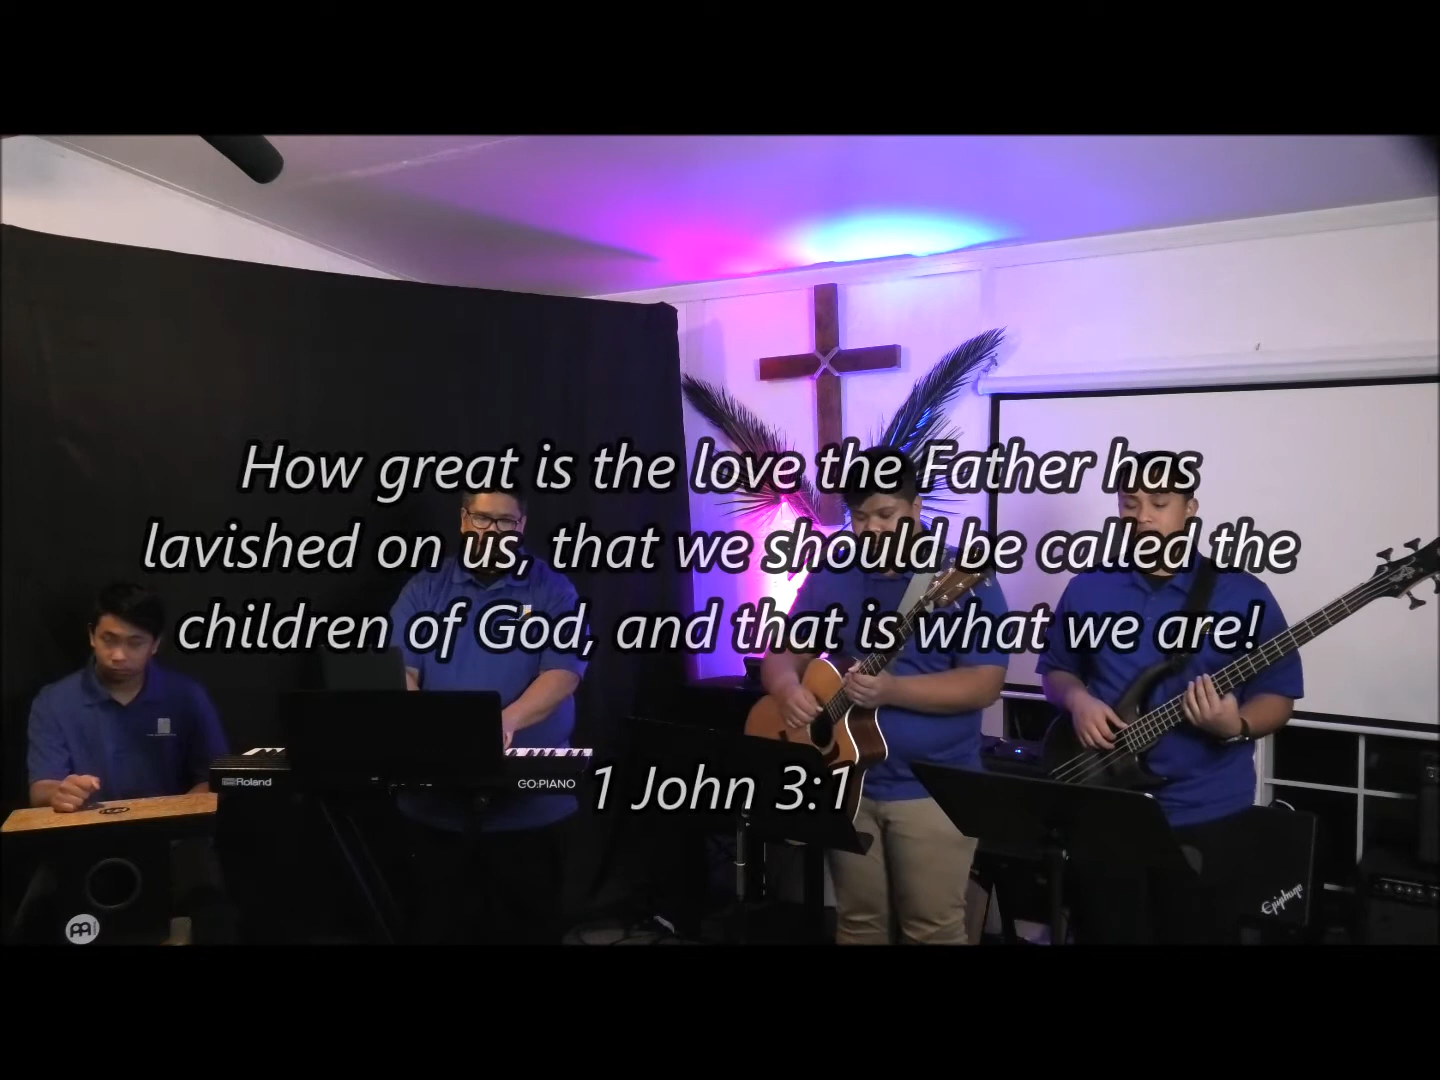 How great is the love the Father has
lavished on us, that we should be called the
children of God, and that is what we are!
1 John 3:1
Roland
GO:PIANO
Epiphone